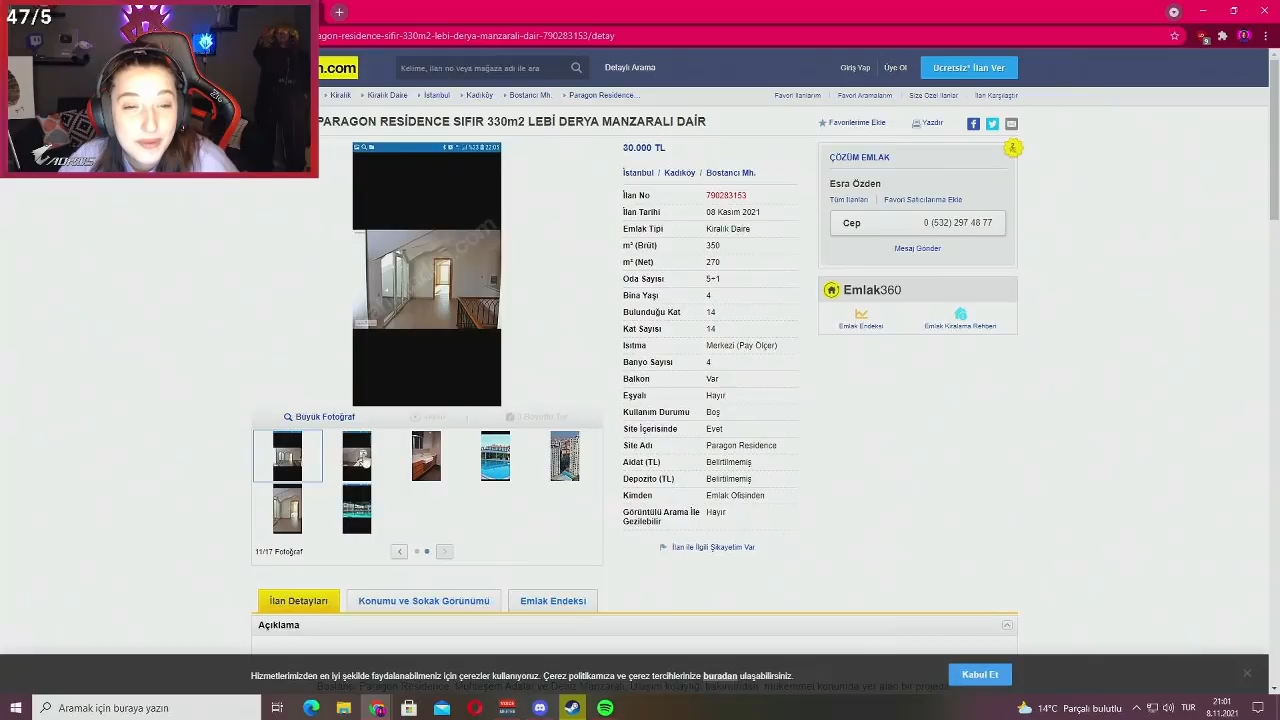 47/5
agon-residence-sifir-330m2-lebi-derya-manzarali-dair-790283153/detay
n.com
Kelime, ilan no veya mağaza adı ile ara
Detaylı Arama
Giriş Yap
Üye Ol
Ücretsiz* İlan Ver
Kiralık
Kiralık Daire
İstanbul
Kadıköy
Bostancı Mh.
Paragon Residence...
Favori İlanlarım
Favori Aramalarım
Size Özel İlanlar
İlan Karşılaştır
PARAGON RESIDENCE SIFIR 330m2 LEBİ DERYA MANZARALI DAİR
Favorilerime Ekle
Yazdır
%23 22:05
30.000 TL
İstanbul / Kadıköy / Bostancı Mh.
İlan No 790283153
İlan Tarihi 08 Kasım 2021
Emlak Tipi Kiralık Daire
m² (Brüt) 350
m² (Net) 270
Oda Sayısı 5+1
Bina Yaşı 4
Bulunduğu Kat 14
Kat Sayısı 14
Isıtma Merkezi (Pay Ölçer)
Banyo Sayısı 4
Balkon Var
Eşyalı Hayır
Kullanım Durumu Boş
Site İçerisinde Evet
Site Adı Paragon Residence
Aidat (TL) Belirtilmemiş
Depozito (TL) Belirtilmemiş
Kimden Emlak Ofisinden
Görüntülü Arama İle
Gezilebilir Hayır
İlan ile İlgili Şikayetim Var
ÇÖZÜM EMLAK
Esra Özden
Tüm İlanları
Favori Satıcılarıma Ekle
Cep 0 (532) 297 48 77
Mesaj Gönder
Emlak360
Emlak Endeksi
Emlak Kiralama Rehberi
Büyük Fotoğraf
3 Boyutlu Tur
11/17 Fotoğraf
İlan Detayları
Konumu ve Sokak Görünümü
Emlak Endeksi
Açıklama
Hizmetlerimizden en iyi şekilde faydalanabilmeniz için çerezler kullanıyoruz. Çerez politikamıza ve çerez tercihlerinize buradan ulaşabilirsiniz.
Kabul Et
Aramak için buraya yazın
14°C Parçalı bulutlu
TUR
21:01
8.11.2021
AORUS